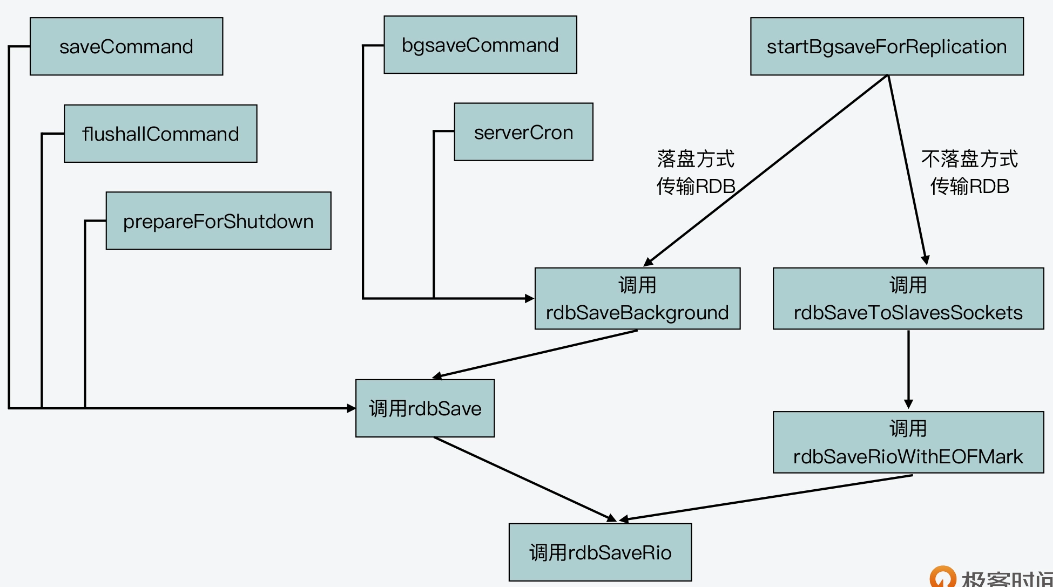 saveCommand
bgsaveCommand
startBgsaveForReplication
flushallCommand
serverCron
prepareForShutdown
落盘方式
传输RDB
不落盘方式
传输RDB
调用
rdbSaveBackground
调用
rdbSaveToSlavesSockets
调用rdbSave
调用
rdbSaveRioWithEOFMark
调用rdbSaveRio
极客时间